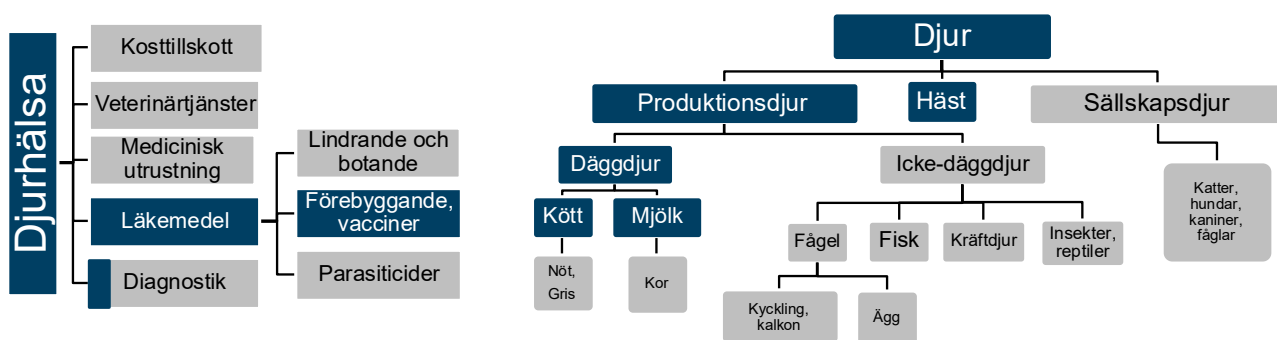 Djurhälsa
Kosttillskott
Veterinärtjänster
Medicinisk
utrustning
Läkemedel
Diagnostik
Lindrande och
botande
Förebyggande,
vacciner
Parasiticider
Djur
Produktionsdjur
Häst
Sällskapsdjur
Däggdjur
Icke-däggdjur
Katter,
hundar,
kaniner,
fåglar
Kött
Mjölk
Fågel
Fisk
Kräftdjur
Insekter,
reptiler
Nöt,
Gris
Kor
Kyckling,
kalkon
Ägg